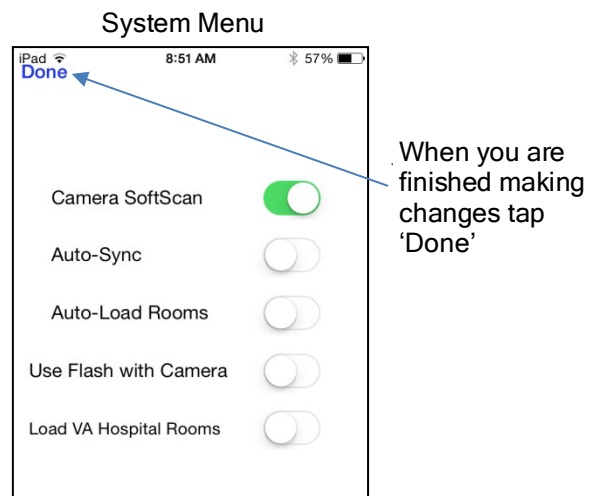 System Menu
iPad 8:51 AM 57%
Done
When you are
finished making
changes tap
‘Done’
Camera SoftScan
Auto-Sync
Auto-Load Rooms
Use Flash with Camera
Load VA Hospital Rooms